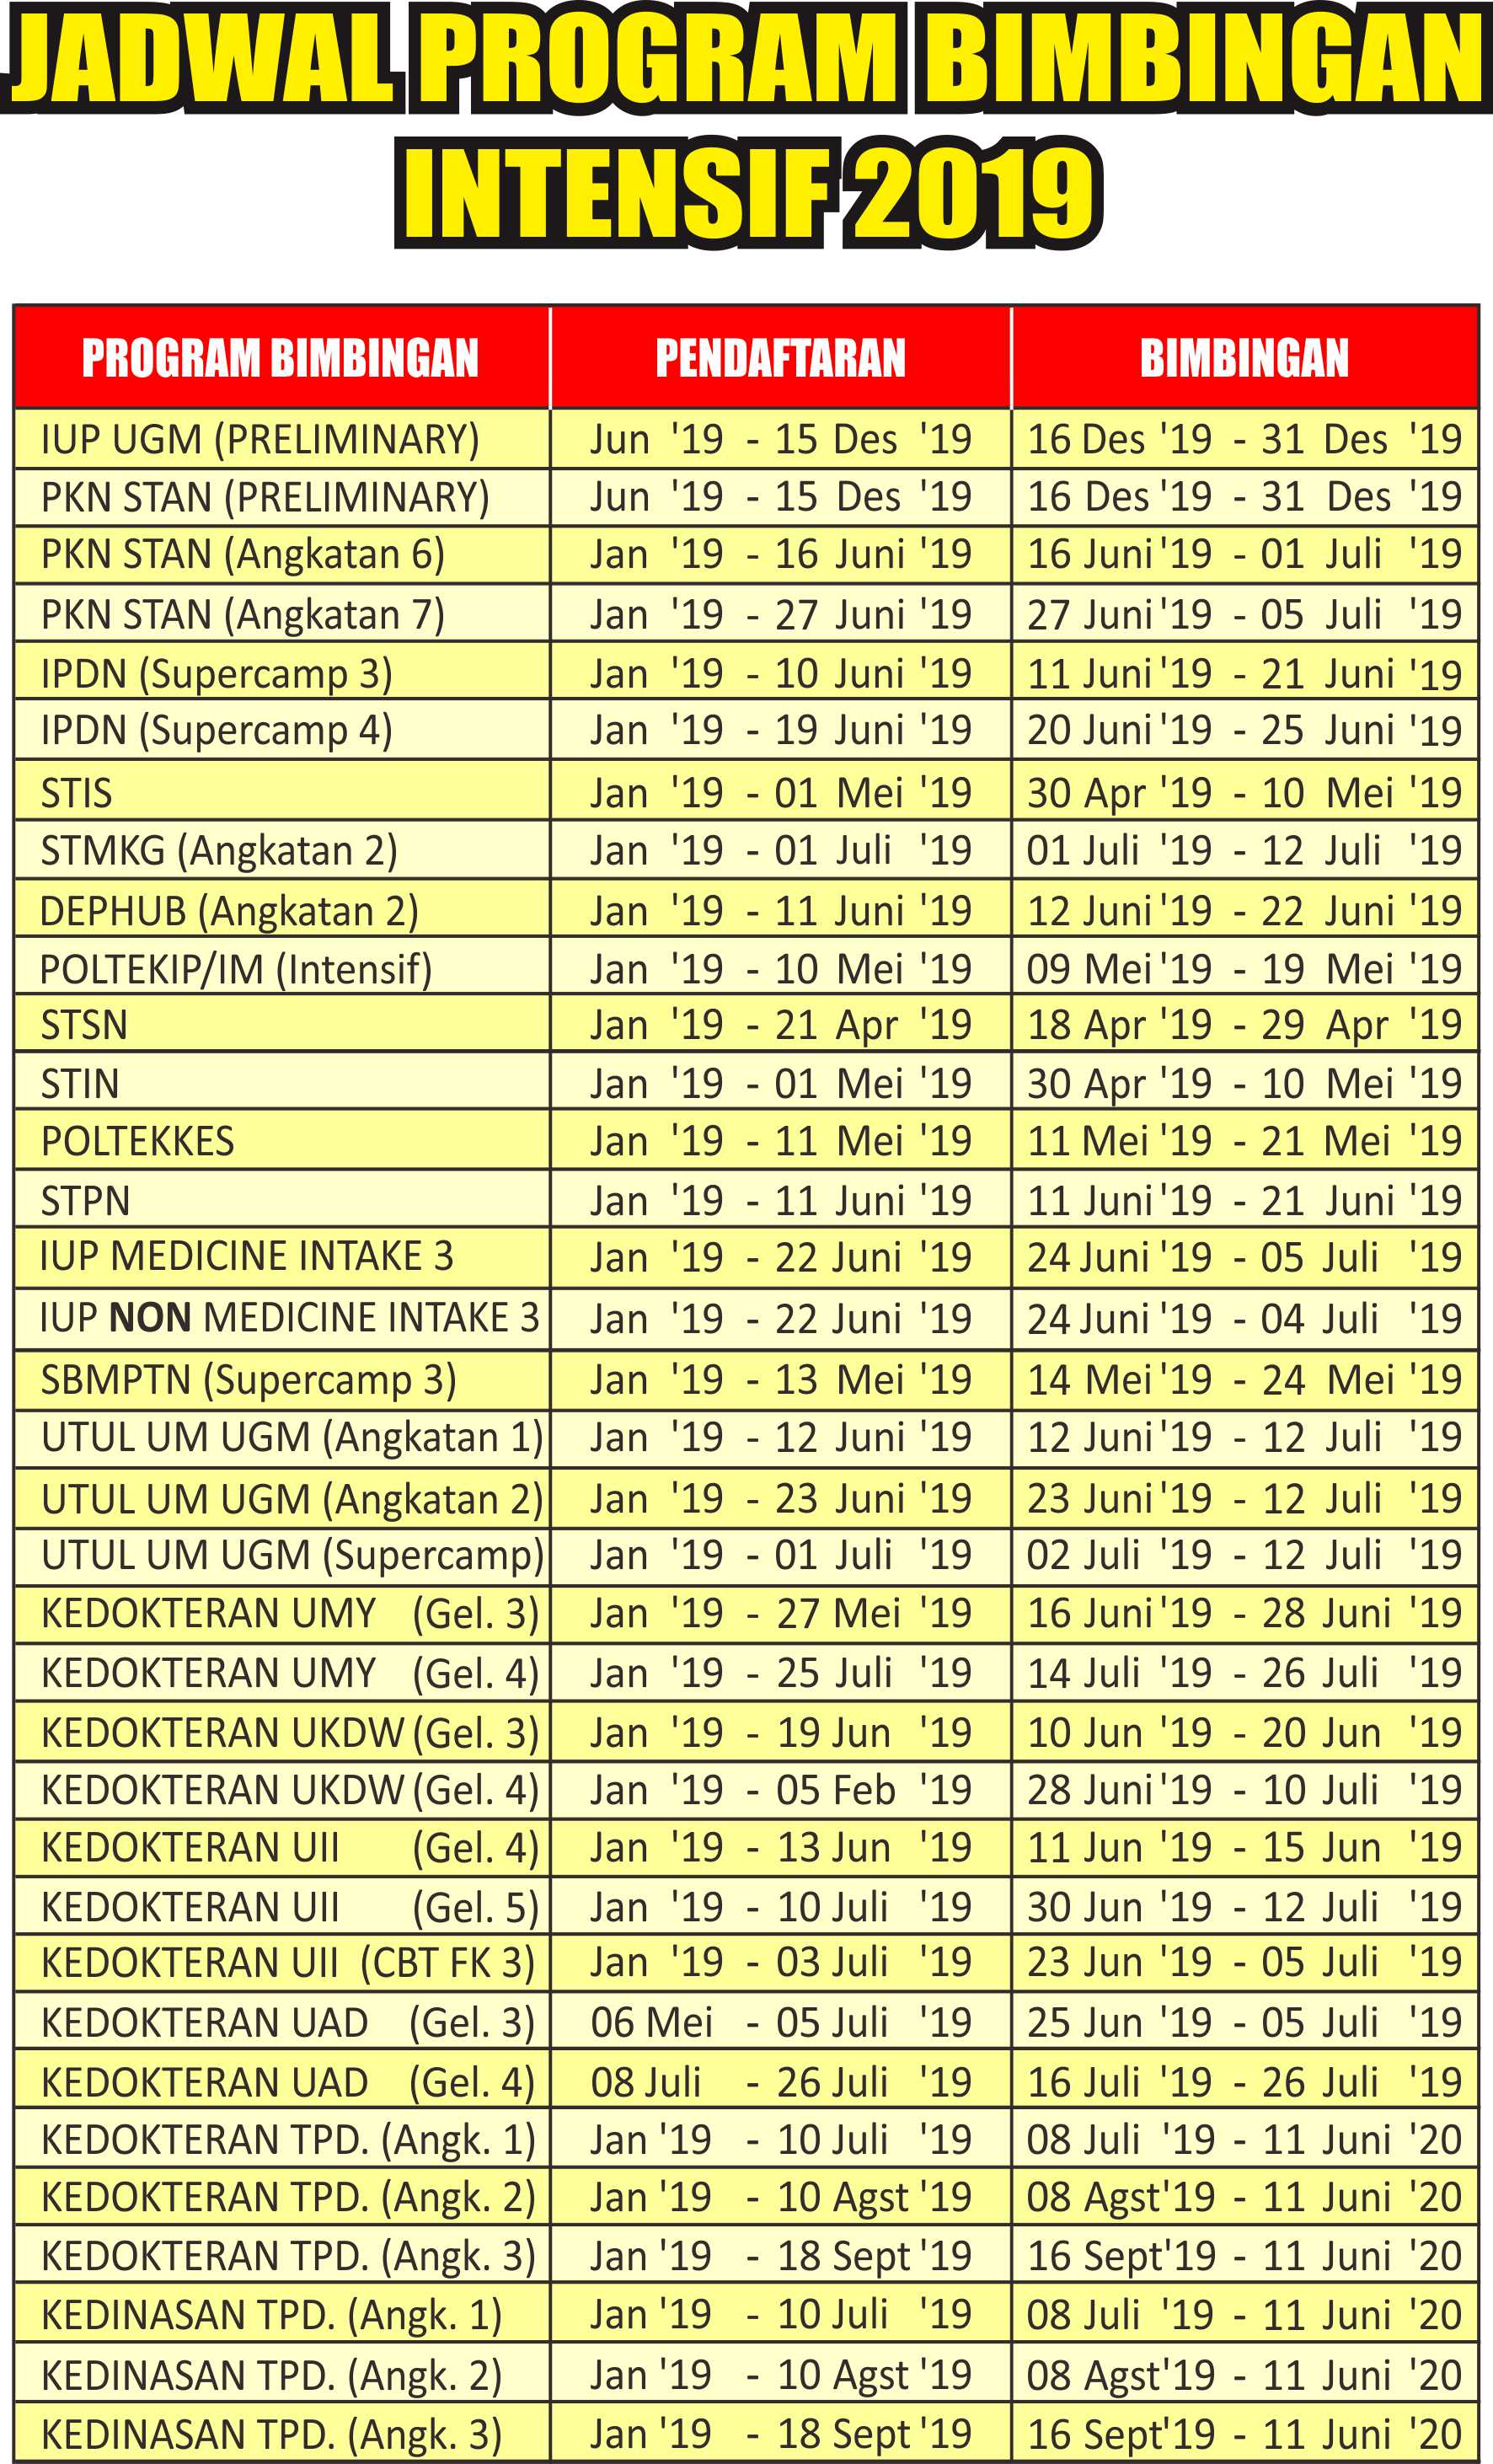 JADWAL PROGRAM BIMBINGAN
INTENSIF 2019
PROGRAM BIMBINGAN PENDAFTARAN BIMBINGAN
IUP UGM (PRELIMINARY) Jun '19 - 15 Des '19 16 Des '19 - 31 Des '19
PKN STAN (PRELIMINARY) Jun '19 - 15 Des '19 16 Des '19 - 31 Des '19
PKN STAN (Angkatan 6) Jan '19 - 16 Juni '19 16 Juni '19 - 01 Juli '19
PKN STAN (Angkatan 7) Jan '19 - 27 Juni '19 27 Juni '19 - 05 Juli '19
IPDN (Supercamp 3) Jan '19 - 10 Juni '19 11 Juni '19 - 21 Juni '19
IPDN (Supercamp 4) Jan '19 - 19 Juni '19 20 Juni '19 - 25 Juni '19
STIS Jan '19 - 01 Mei '19 30 Apr '19 - 10 Mei '19
STMKG (Angkatan 2) Jan '19 - 01 Juli '19 01 Juli '19 - 12 Juli '19
DEPHUB (Angkatan 2) Jan '19 - 11 Juni '19 12 Juni '19 - 22 Juni '19
POLTEKIP/IM (Intensif) Jan '19 - 10 Mei '19 09 Mei '19 - 19 Mei '19
STSN Jan '19 - 21 Apr '19 18 Apr '19 - 29 Apr '19
STIN Jan '19 - 01 Mei '19 30 Apr '19 - 10 Mei '19
POLTEKKES Jan '19 - 11 Mei '19 11 Mei '19 - 21 Mei '19
STPN Jan '19 - 11 Juni '19 11 Juni '19 - 21 Juni '19
IUP MEDICINE INTAKE 3 Jan '19 - 22 Juni '19 24 Juni '19 - 05 Juli '19
IUP NON MEDICINE INTAKE 3 Jan '19 - 22 Juni '19 24 Juni '19 - 04 Juli '19
SBMPTN (Supercamp 3) Jan '19 - 13 Mei '19 14 Mei '19 - 24 Mei '19
UTUL UM UGM (Angkatan 1) Jan '19 - 12 Juni '19 12 Juni '19 - 12 Juli '19
UTUL UM UGM (Angkatan 2) Jan '19 - 23 Juni '19 23 Juni '19 - 12 Juli '19
UTUL UM UGM (Supercamp) Jan '19 - 01 Juli '19 02 Juli '19 - 12 Juli '19
KEDOKTERAN UMY (Gel. 3) Jan '19 - 27 Mei '19 16 Juni '19 - 28 Juni '19
KEDOKTERAN UMY (Gel. 4) Jan '19 - 25 Juli '19 14 Juli '19 - 26 Juli '19
KEDOKTERAN UKDW (Gel. 3) Jan '19 - 19 Jun '19 10 Jun '19 - 20 Jun '19
KEDOKTERAN UKDW (Gel. 4) Jan '19 - 05 Feb '19 28 Juni '19 - 10 Juli '19
KEDOKTERAN UII (Gel. 4) Jan '19 - 13 Jun '19 11 Jun '19 - 15 Jun '19
KEDOKTERAN UII (Gel. 5) Jan '19 - 10 Juli '19 30 Jun '19 - 12 Juli '19
KEDOKTERAN UII (CBT FK 3) Jan '19 - 03 Juli '19 23 Jun '19 - 05 Juli '19
KEDOKTERAN UAD (Gel. 3) 06 Mei - 05 Juli '19 25 Jun '19 - 05 Juli '19
KEDOKTERAN UAD (Gel. 4) 08 Juli - 26 Juli '19 16 Juli '19 - 26 Juli '19
KEDOKTERAN TPD. (Angk. 1) Jan '19 - 10 Juli '19 08 Juli '19 - 11 Juni '20
KEDOKTERAN TPD. (Angk. 2) Jan '19 - 10 Agst '19 08 Agst'19 - 11 Juni '20
KEDOKTERAN TPD. (Angk. 3) Jan '19 - 18 Sept '19 16 Sept'19 - 11 Juni '20
KEDINASAN TPD. (Angk. 1) Jan '19 - 10 Juli '19 08 Juli '19 - 11 Juni '20
KEDINASAN TPD. (Angk. 2) Jan '19 - 10 Agst '19 08 Agst'19 - 11 Juni '20
KEDINASAN TPD. (Angk. 3) Jan '19 - 18 Sept '19 16 Sept'19 - 11 Juni '20